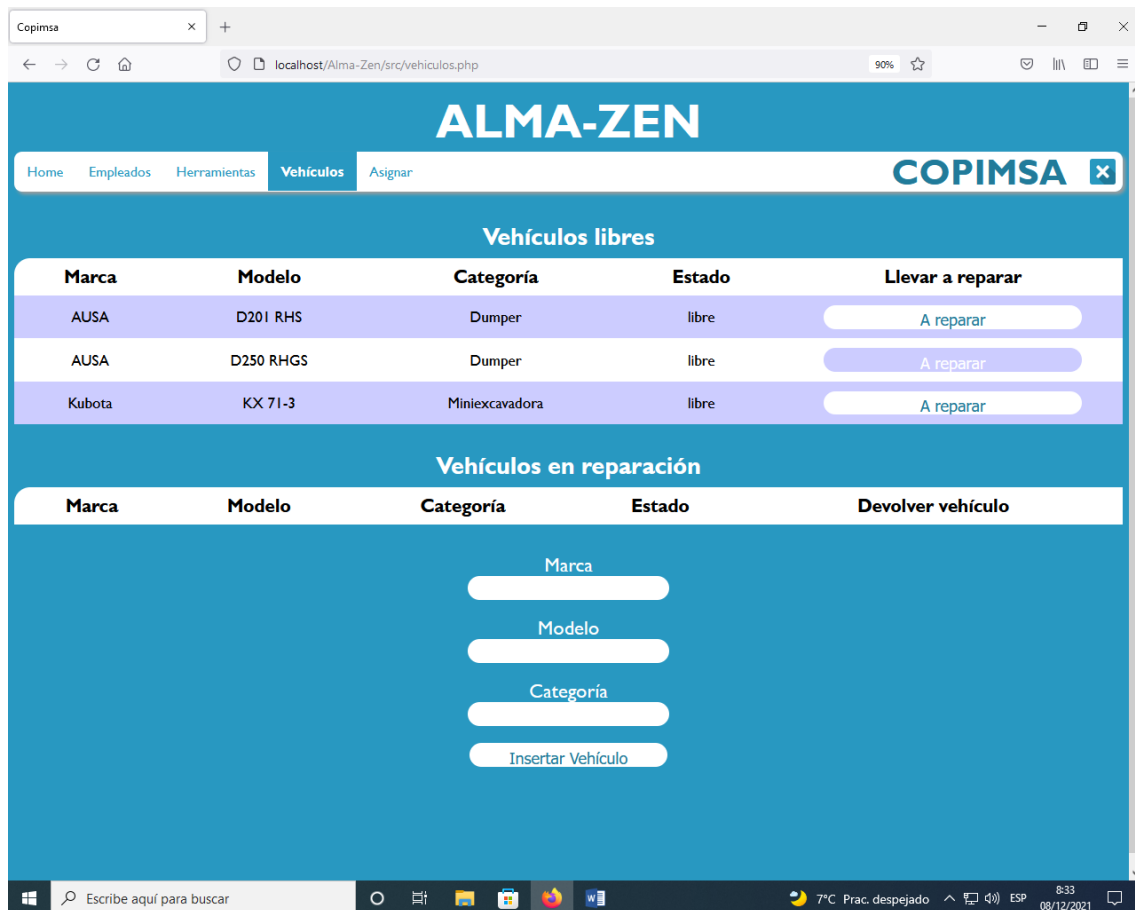 Copimsa
localhost/Alma-Zen/src/vehiculos.php 90%
ALMA-ZEN
Home Empleados Herramientas Vehículos Asignar COPIMSA
Vehículos libres
Marca Modelo Categoría Estado Llevar a reparar
AUSA D201 RHS Dumper libre A reparar
AUSA D250 RHGS Dumper libre A reparar
Kubota KX 71-3 Miniexcavadora libre A reparar
Vehículos en reparación
Marca Modelo Categoría Estado Devolver vehículo
Marca
Modelo
Categoría
Insertar Vehículo
Escribe aquí para buscar 7°C Prac. despejado ESP 8:33
08/12/2021